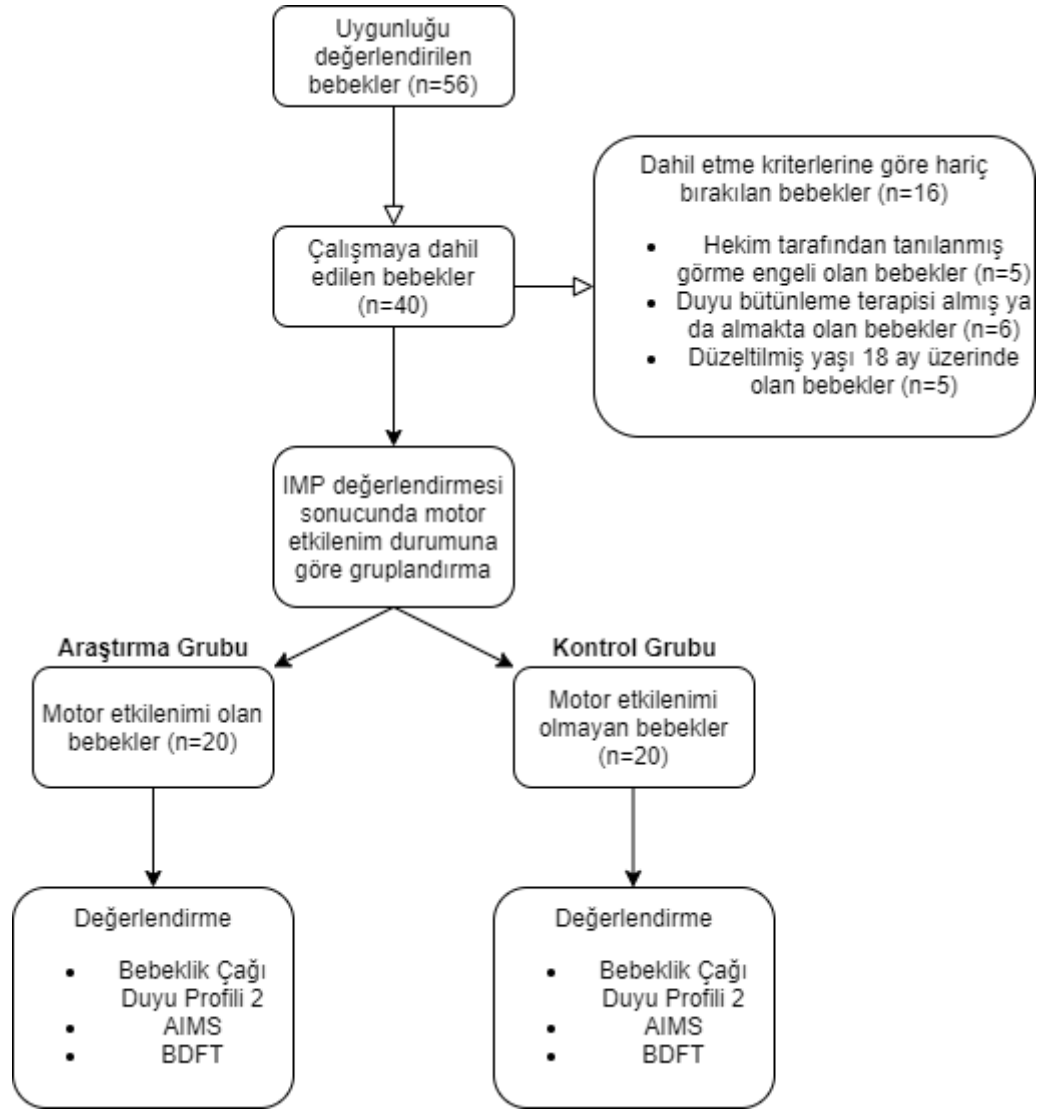 Uygunluğu
değerlendirilen
bebekler (n=56)
Dahil etme kriterlerine göre hariç
bırakılan bebekler (n=16)
• Hekim tarafından tanılanmış
görme engeli olan bebekler (n=5)
• Duyu bütünleme terapisi almış ya
da almakta olan bebekler (n=6)
• Düzeltilmiş yaşı 18 ay üzerinde
olan bebekler (n=5)
Çalışmaya dahil
edilen bebekler
(n=40)
IMP değerlendirmesi
sonucunda motor
etkilenim durumuna
göre gruplandırma
Araştırma Grubu
Motor etkilenimi olan
bebekler (n=20)
Kontrol Grubu
Motor etkilenimi
olmayan bebekler
(n=20)
Değerlendirme
• Bebeklik Çağı
Duyu Profili 2
• AIMS
• BDFT
Değerlendirme
• Bebeklik Çağı
Duyu Profili 2
• AIMS
• BDFT